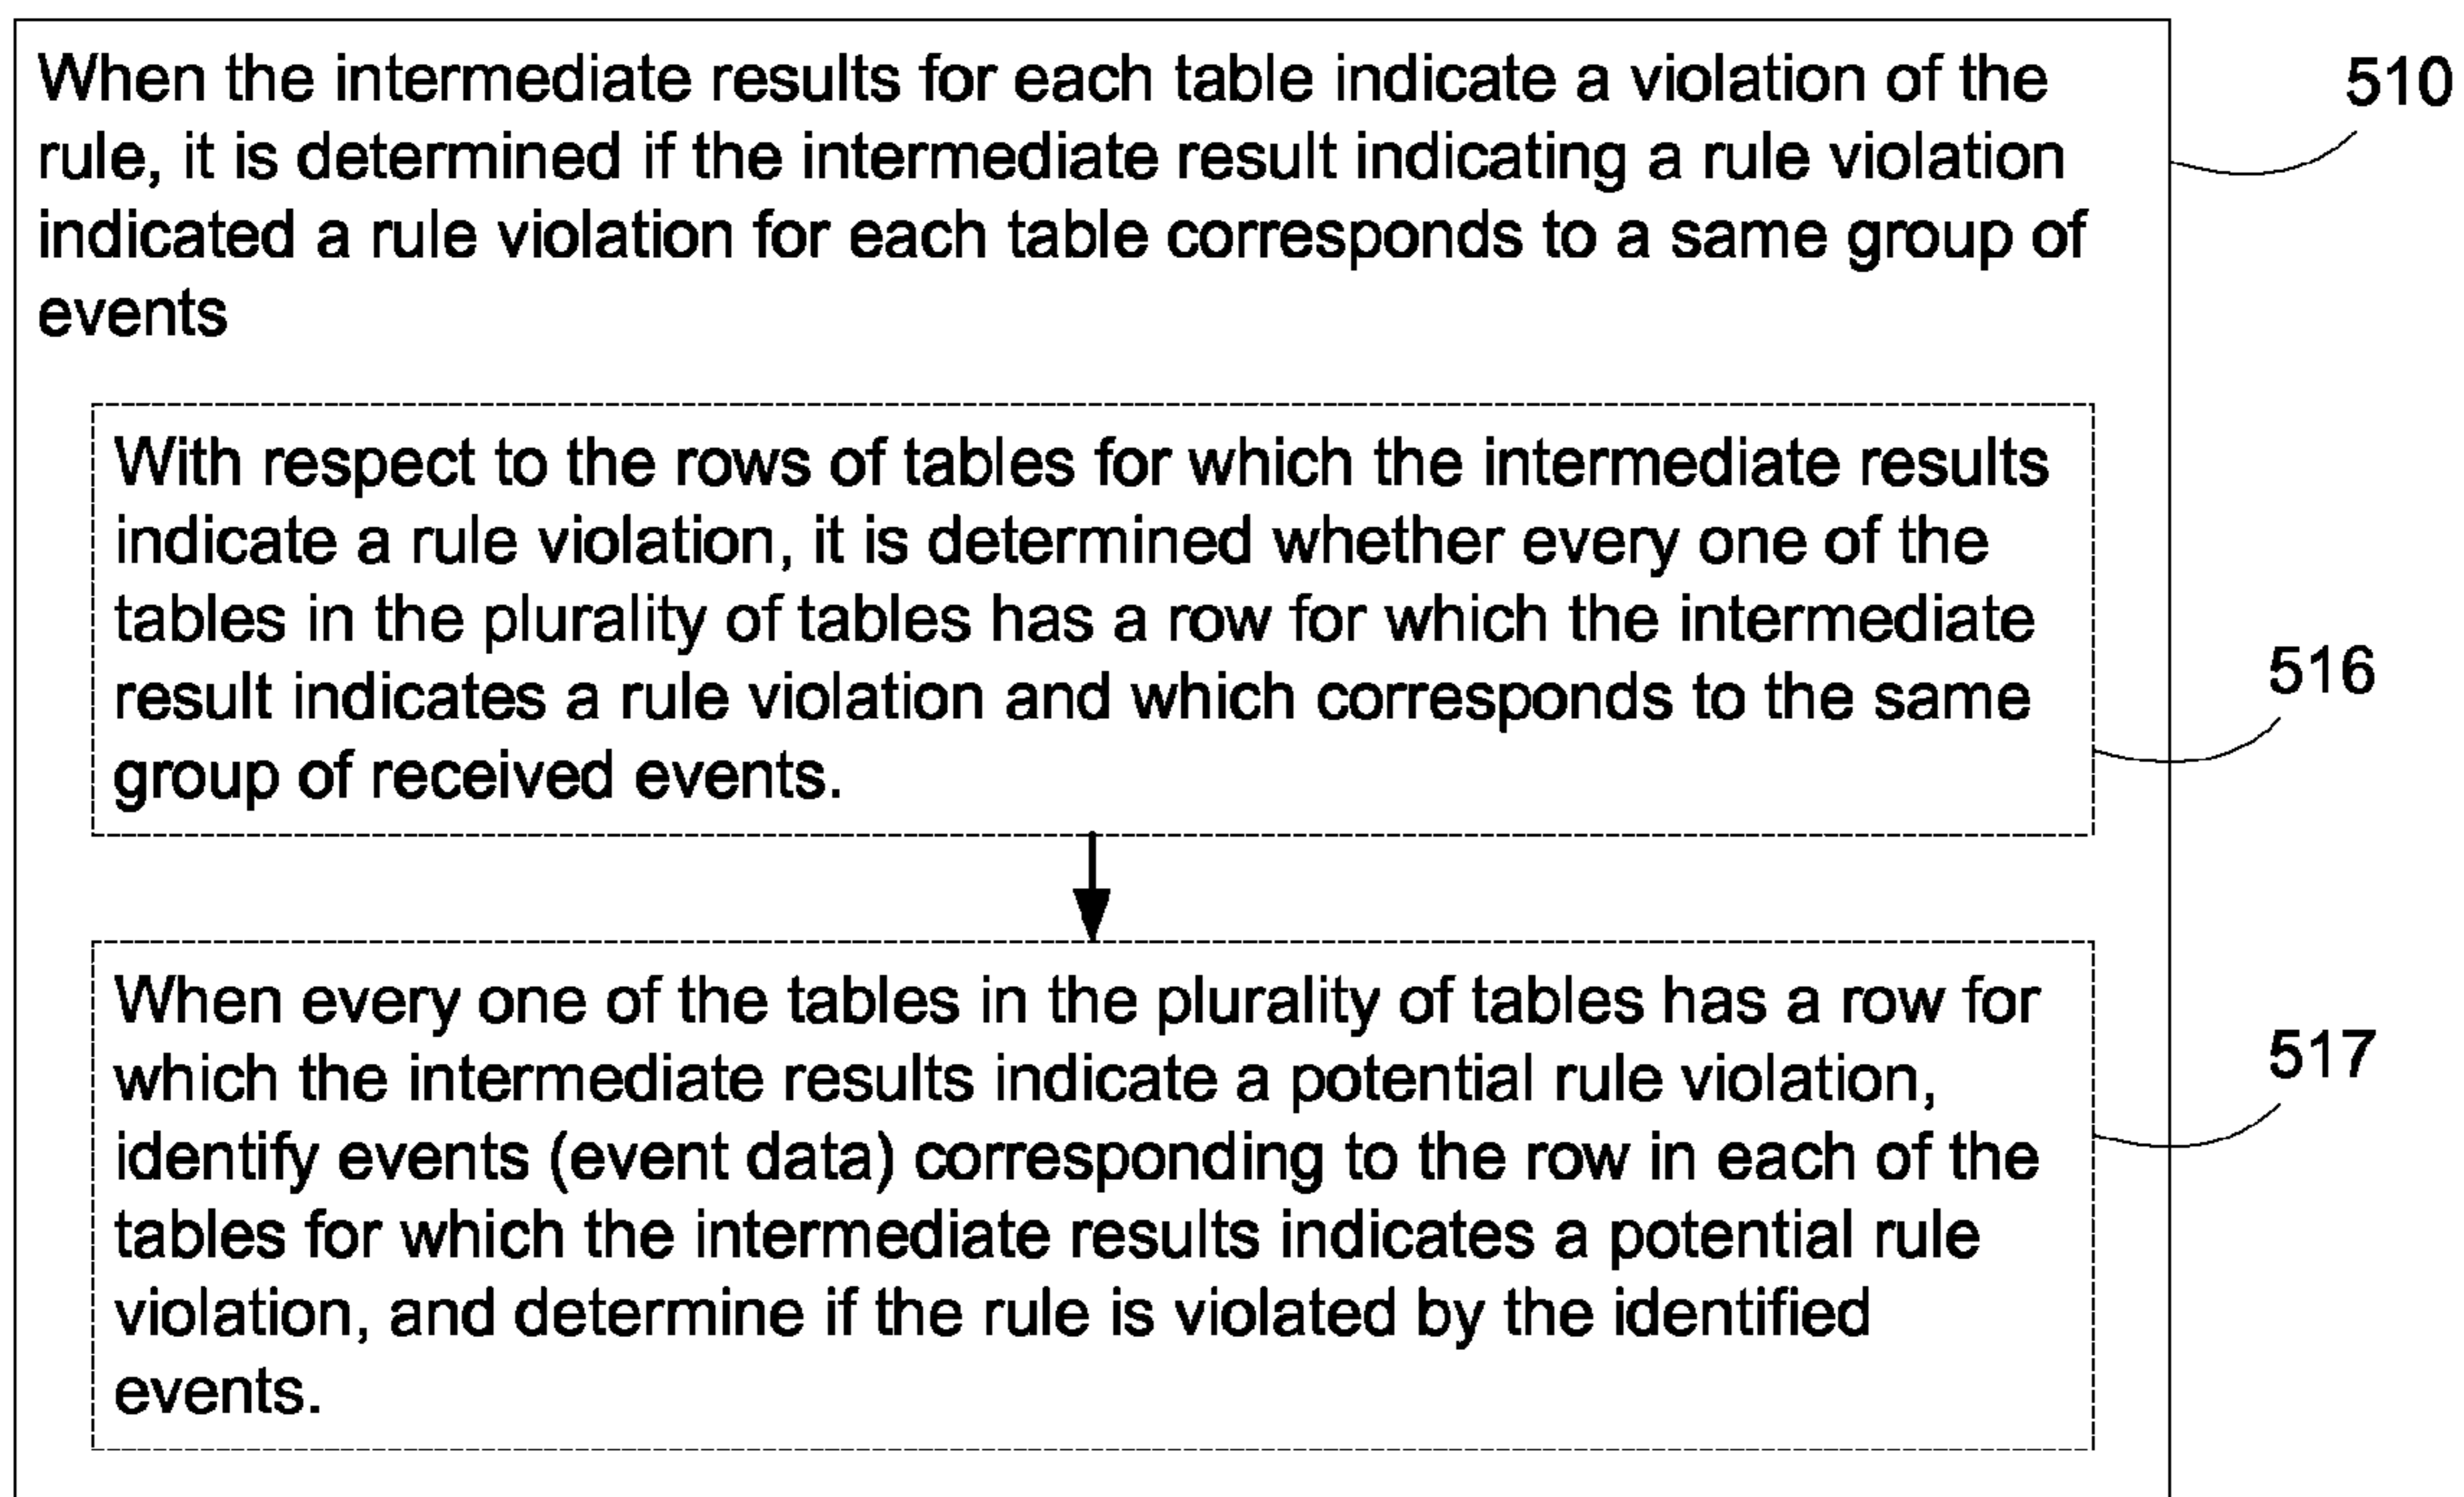 When the intermediate results for each table indicate a violation of the
rule, it is determined if the intermediate result indicating a rule violation
indicated a rule violation for each table corresponds to a same group of
events
510
With respect to the rows of tables for which the intermediate results
indicate a rule violation, it is determined whether every one of the
tables in the plurality of tables has a row for which the intermediate
result indicates a rule violation and which corresponds to the same
group of received events.
516
When every one of the tables in the plurality of tables has a row for
which the intermediate results indicate a potential rule violation,
identify events (event data) corresponding to the row in each of the
tables for which the intermediate results indicates a potential rule
violation, and determine if the rule is violated by the identified
events.
517